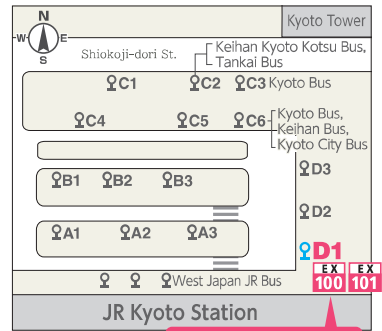 N
W E
S
Kyoto Tower
Shiokoji-dori St.
Keihan Kyoto Kotsu Bus,
Tankai Bus
C1 C2 C3 Kyoto Bus
C4 C5 C6
Kyoto Bus,
Keihan Bus,
Kyoto City Bus
D3
B1 B2 B3
D2
A1 A2 A3
D1
EX 100 EX 101
West Japan JR Bus
JR Kyoto Station